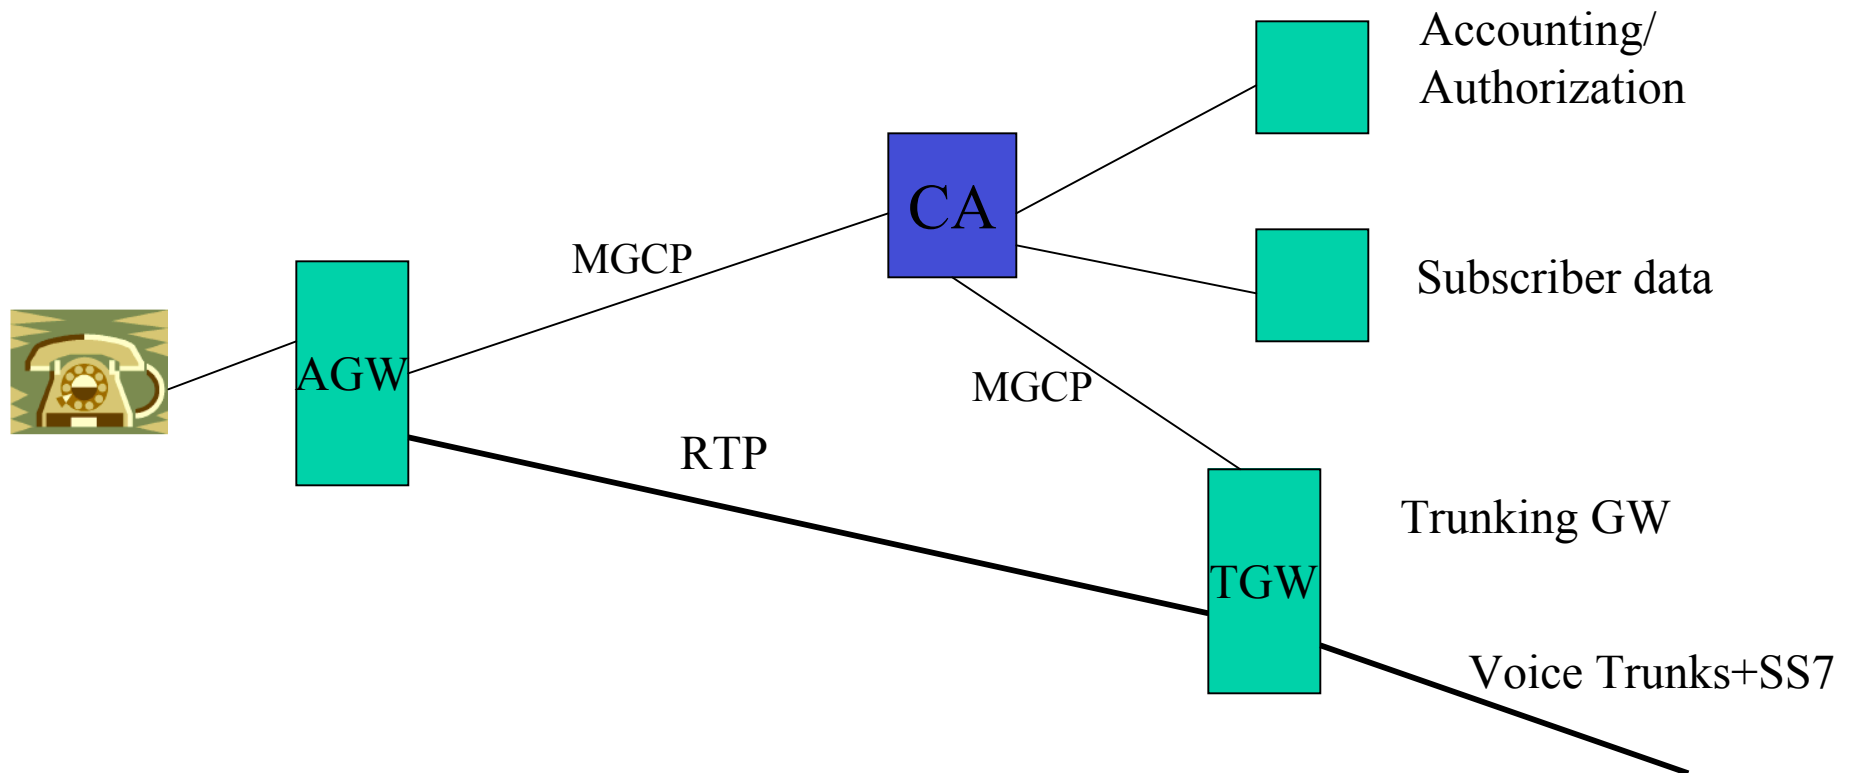 Accounting/
Authorization
CA
MGCP
Subscriber data
AGW
MGCP
RTP
Trunking GW
TGW
Voice Trunks+SS7